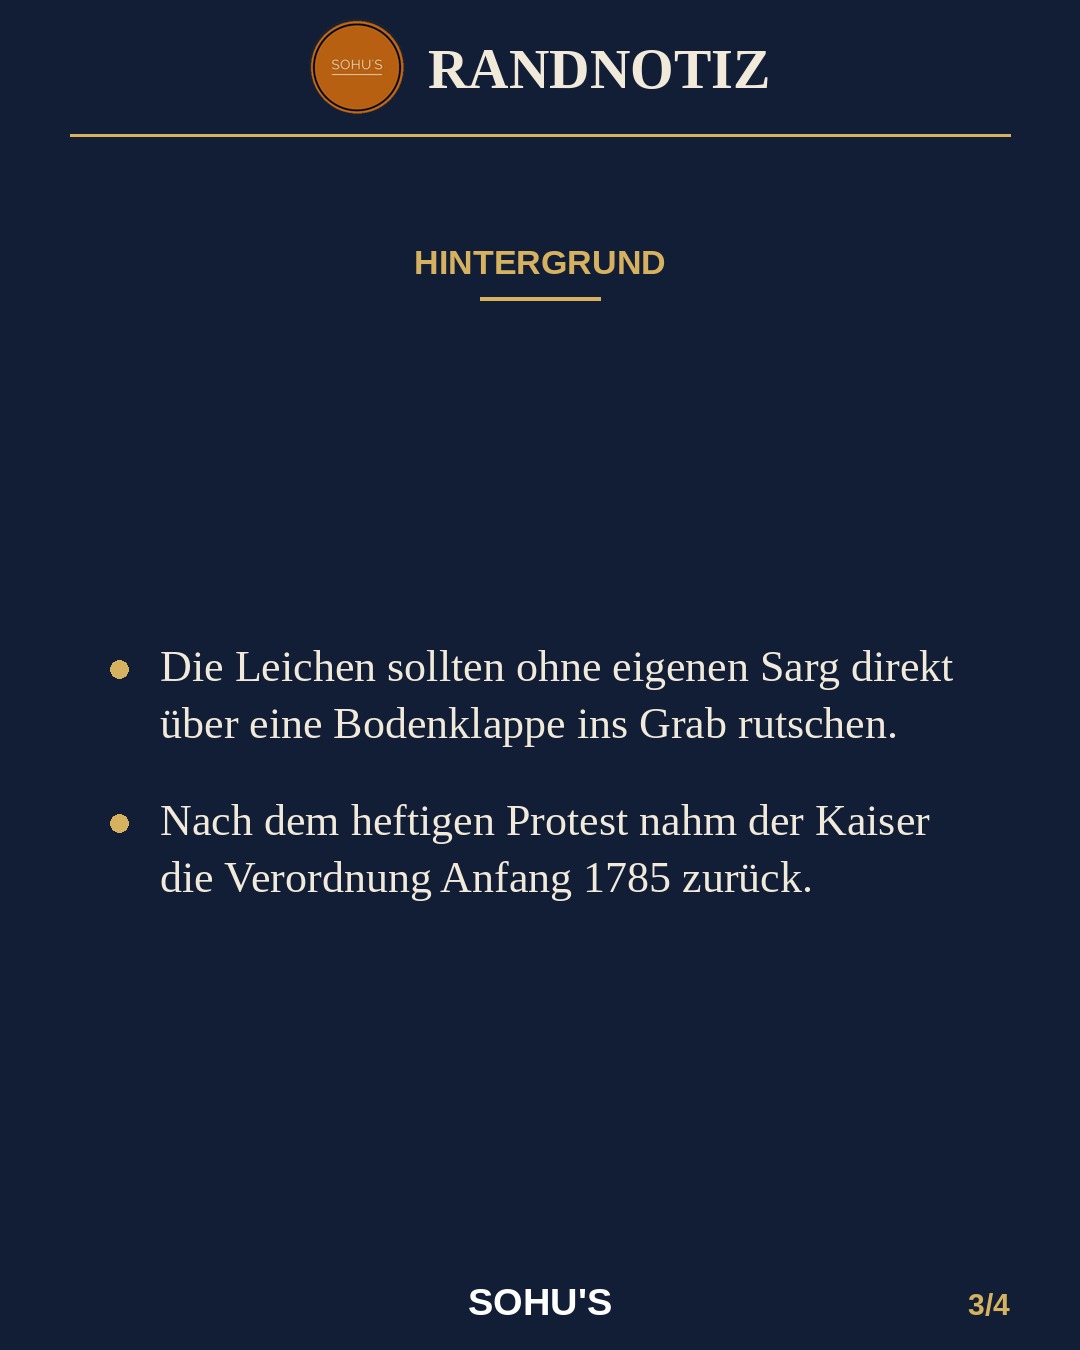 SOHU'S
RANDNOTIZ
HINTERGRUND
Die Leichen sollten ohne eigenen Sarg direkt
über eine Bodenklappe ins Grab rutschen.
Nach dem heftigen Protest nahm der Kaiser
die Verordnung Anfang 1785 zurück.
SOHU'S
3/4